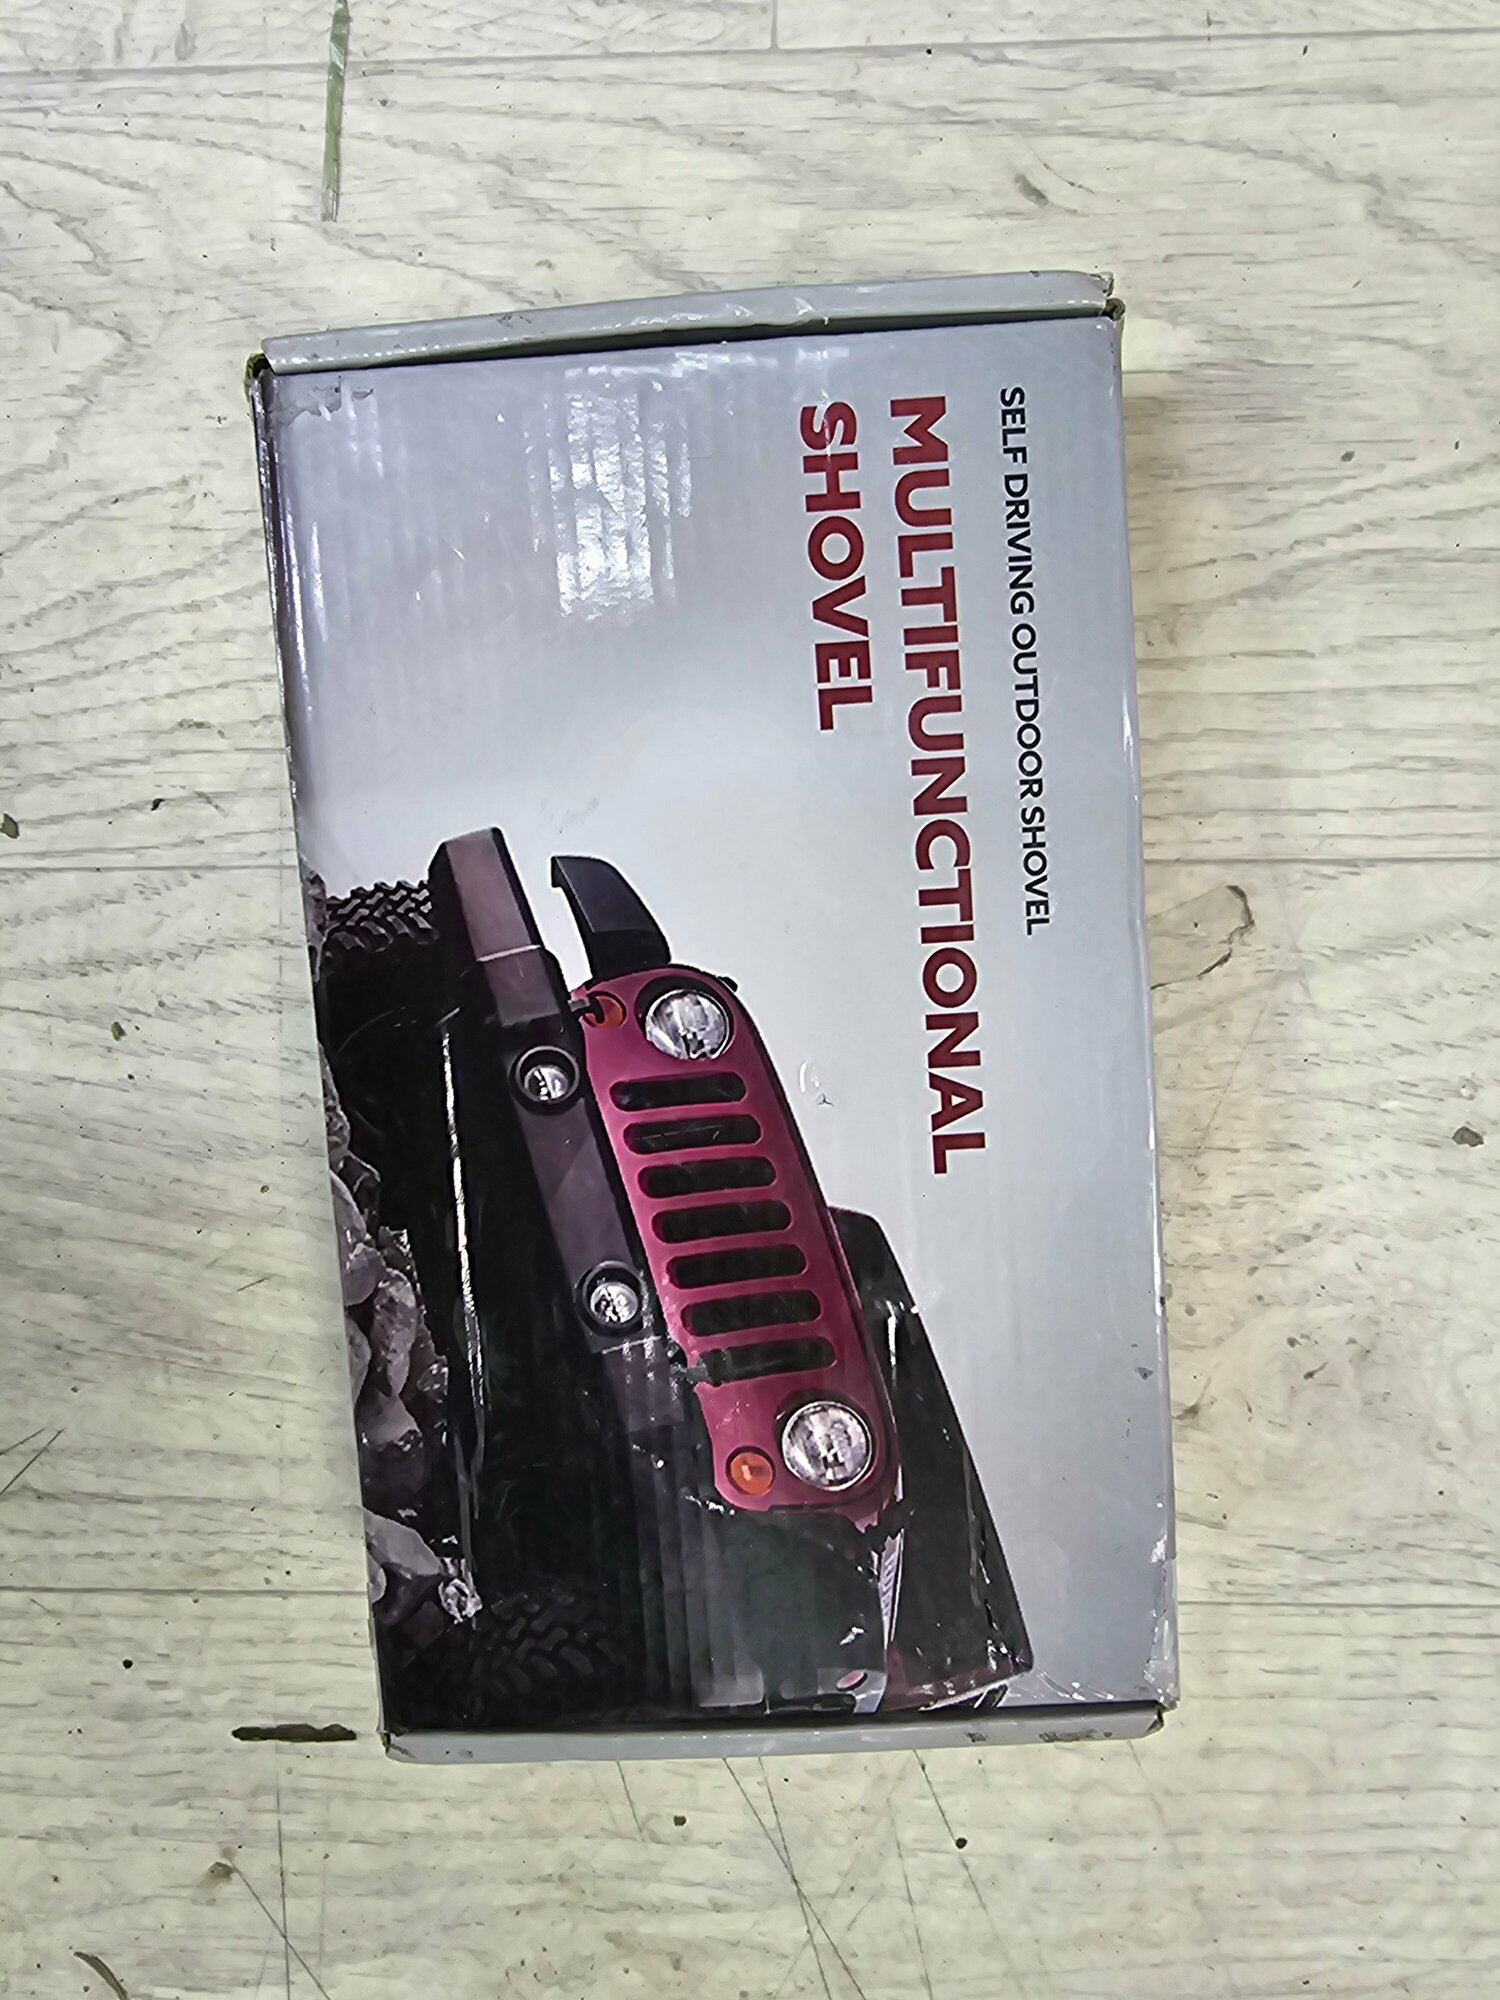 SELF DRIVING OUTDOOR SHOVEL
MULTIFUNCTIONAL
SHOVEL